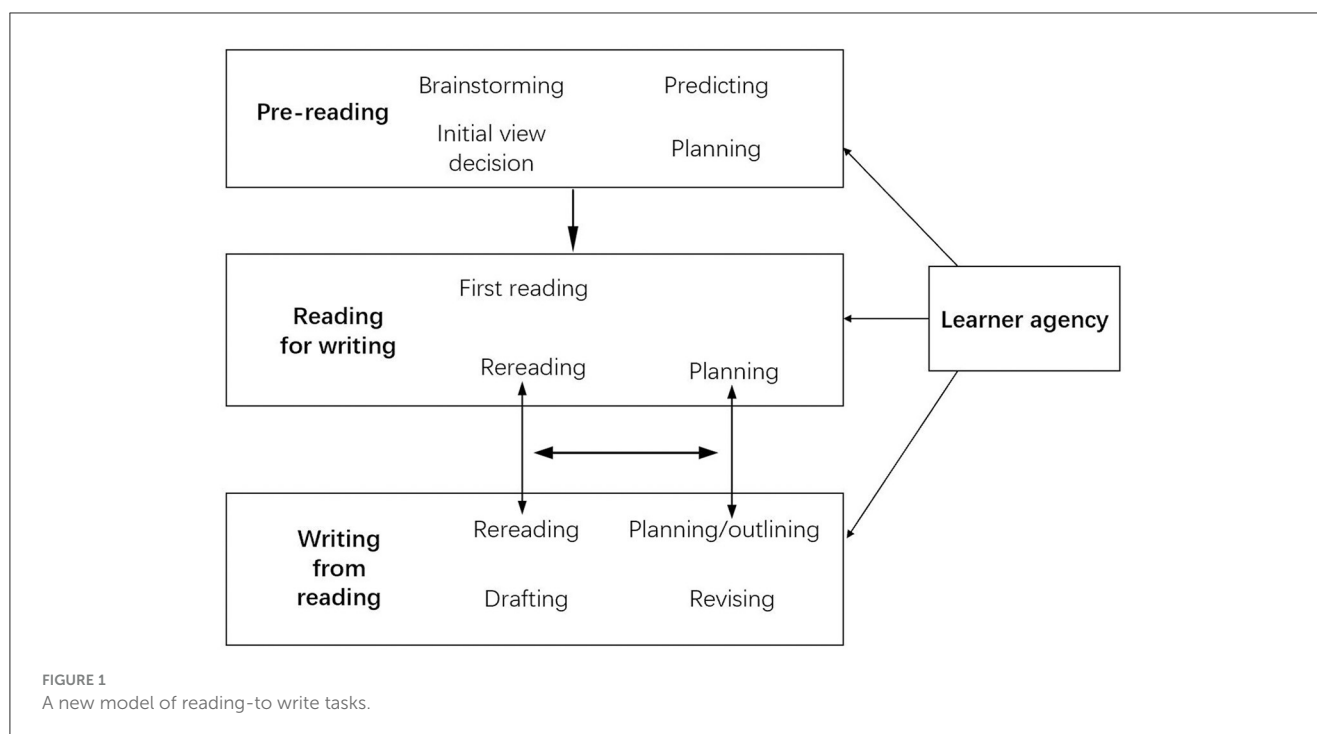 Pre-reading
Brainstorming
Predicting
Initial view
decision
Planning
Reading
for writing
First reading
Rereading
Planning
Learner agency
Writing
from
reading
Rereading
Planning/outlining
Drafting
Revising
FIGURE 1
A new model of reading-to write tasks.